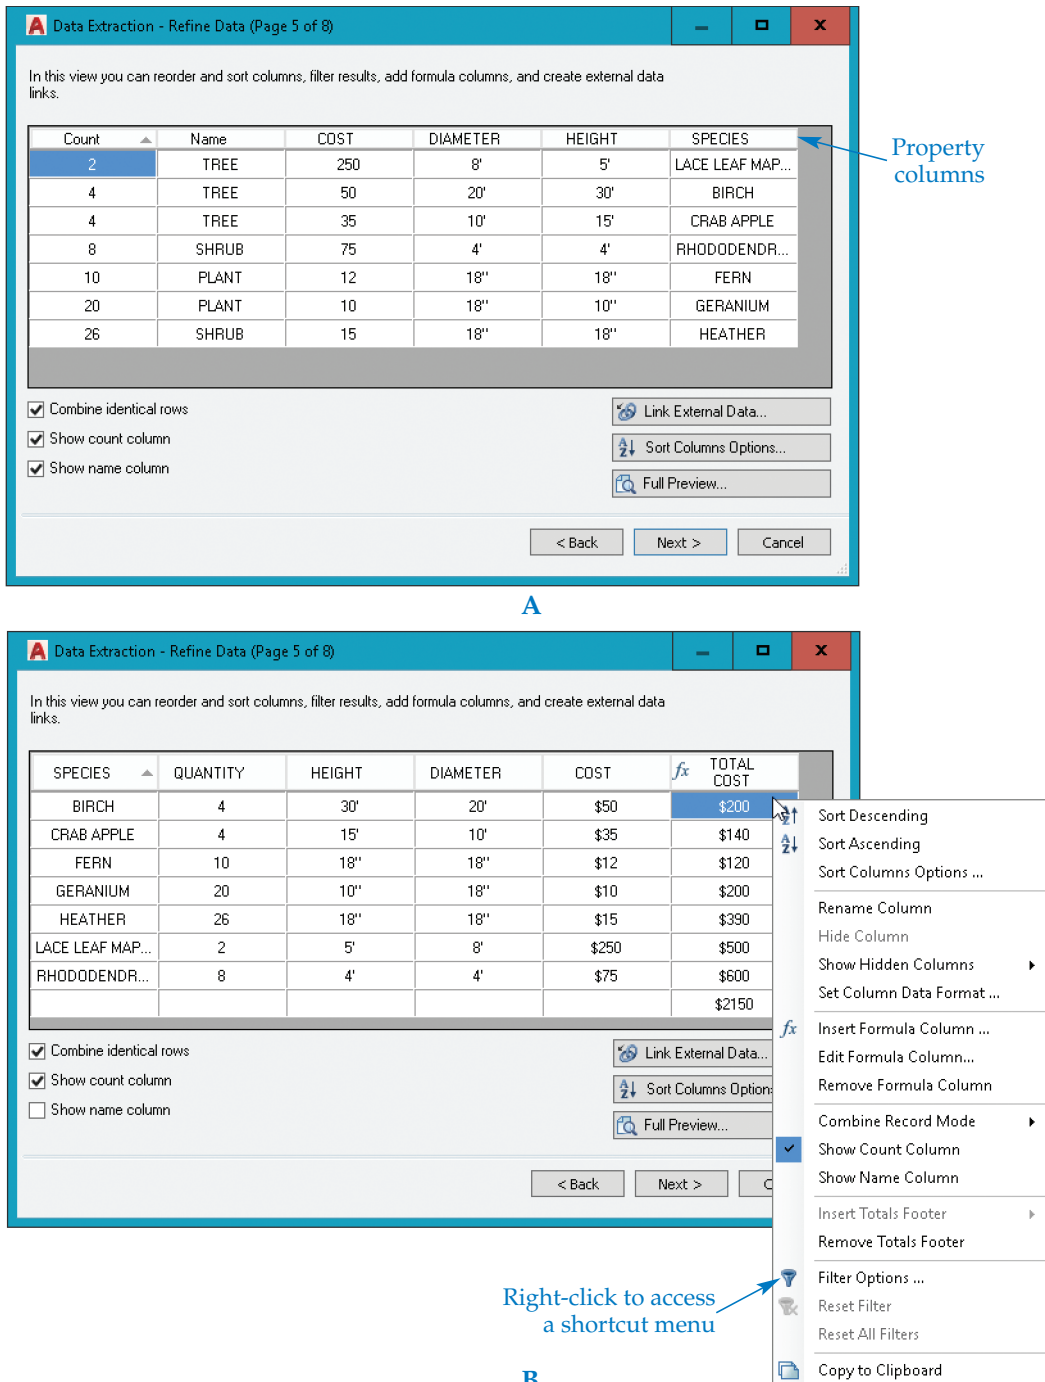 Data Extraction - Refine Data (Page 5 of 8)
In this view you can reorder and sort columns, filter results, add formula columns, and create external data
links.
Count Name COST DIAMETER HEIGHT SPECIES
2 TREE 250 8' 5' LACE LEAF MAP...
4 TREE 50 20' 30' BIRCH
4 TREE 35 10' 15' CRAB APPLE
8 SHRUB 75 4' 4' RHODODENDR...
10 PLANT 12 18" 18" FERN
20 PLANT 10 18" 10" GERANIUM
26 SHRUB 15 18" 18" HEATHER
Property
columns
Combine identical rows
Show count column
Show name column
Link External Data...
Sort Columns Options...
Full Preview...
< Back Next > Cancel
A
Data Extraction - Refine Data (Page 5 of 8)
In this view you can reorder and sort columns, filter results, add formula columns, and create external data
links.
SPECIES QUANTITY HEIGHT DIAMETER COST fx TOTAL
COST
BIRCH 4 30' 20' $50 $200
CRAB APPLE 4 15' 10' $35 $140
FERN 10 18" 18" $12 $120
GERANIUM 20 10" 18" $10 $200
HEATHER 26 18" 18" $15 $390
LACE LEAF MAP... 2 5' 8' $250 $500
RHODODENDR... 8 4' 4' $75 $600
$2150
Combine identical rows
Show count column
Show name column
Link External Data...
Sort Columns Option
Full Preview...
< Back Next > C
Sort Descending
Sort Ascending
Sort Columns Options ...
Rename Column
Hide Column
Show Hidden Columns
Set Column Data Format ...
fx Insert Formula Column ...
Edit Formula Column...
Remove Formula Column
Combine Record Mode
Show Count Column
Show Name Column
Insert Totals Footer
Remove Totals Footer
Filter Options ...
Reset Filter
Reset All Filters
Copy to Clipboard
Right-click to access
a shortcut menu
B